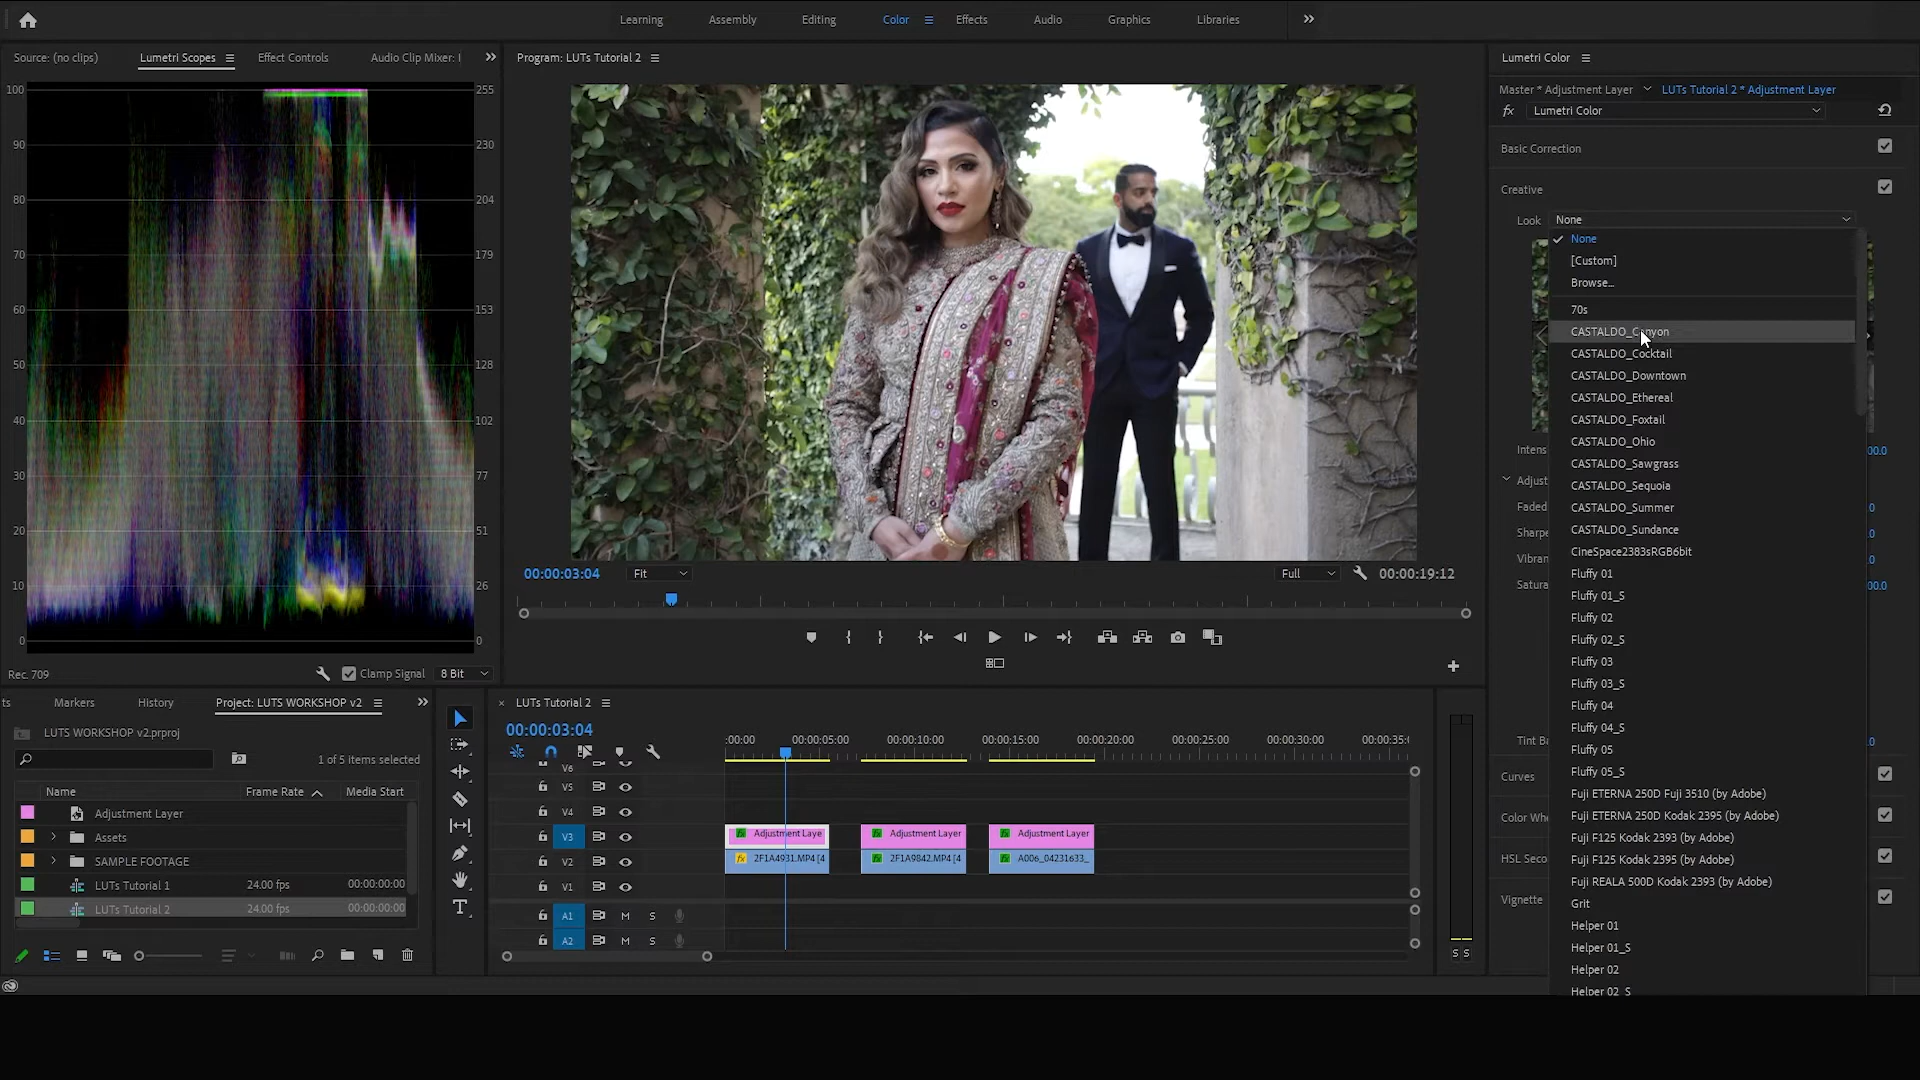 Learning Assembly Editing Color Effects Audio Graphics Libraries
Source: (no clips) Lumetri Scopes Effect Controls Audio Clip Mixer:
100 255
90 230
80 204
70 179
60 153
50 128
40 102
30 77
20 51
10 26
0 0
Rec. 709 Clamp Signal 8 Bit
Program: LUTs Tutorial 2
00:00:03:04 Fit Full 00:00:19:12
Lumetri Color
Master * Adjustment Layer LUTs Tutorial 2 * Adjustment Layer
fx Lumetri Color
Basic Correction
Creative
Look None
None
[Custom]
Browse...
70s
CASTALDO_Canyon
CASTALDO_Cocktail
CASTALDO_Downtown
CASTALDO_Ethereal
CASTALDO_Foxtail
CASTALDO_Ohio
CASTALDO_Sawgrass
CASTALDO_Sequoia
CASTALDO_Summer
CASTALDO_Sundance
CineSpace2383sRGB6bit
Fluffy 01
Fluffy 01_S
Fluffy 02
Fluffy 02_S
Fluffy 03
Fluffy 03_S
Fluffy 04
Fluffy 04_S
Fluffy 05
Fluffy 05_S
Fuji ETERNA 250D Fuji 3510 (by Adobe)
Fuji ETERNA 250D Kodak 2395 (by Adobe)
Fuji F125 Kodak 2393 (by Adobe)
Fuji F125 Kodak 2395 (by Adobe)
Fuji REALA 500D Kodak 2393 (by Adobe)
Grit
Helper 01
Helper 01_S
Helper 02
Helper 02_S
Intens 00.0
Adjust
Faded .0
Sharpe .0
Vibran .0
Satura 00.0
Tint Ba .0
Curves
Color Whe
HSL Seco
Vignette
ts Markers History Project: LUTS WORKSHOP v2
LUTS WORKSHOP v2.prproj
1 of 5 items selected
Name Frame Rate Media Start
Adjustment Layer
Assets
SAMPLE FOOTAGE
LUTs Tutorial 1 24.00 fps 00:00:00:00
LUTs Tutorial 2 24.00 fps 00:00:00:00
T
× LUTs Tutorial 2
00:00:03:04
:00:00 00:00:05:00 00:00:10:00 00:00:15:00 00:00:20:00 00:00:25:00 00:00:30:00 00:00:35:0
V6
V5
V4
V3 fx Adjustment Laye fx Adjustment Layer fx Adjustment Layer
V2 fx 2F1A4931.MP4 [4 fx 2F1A9842.MP4 [4 fx A006_04231633_
V1
A1 M S
A2 M S
S S